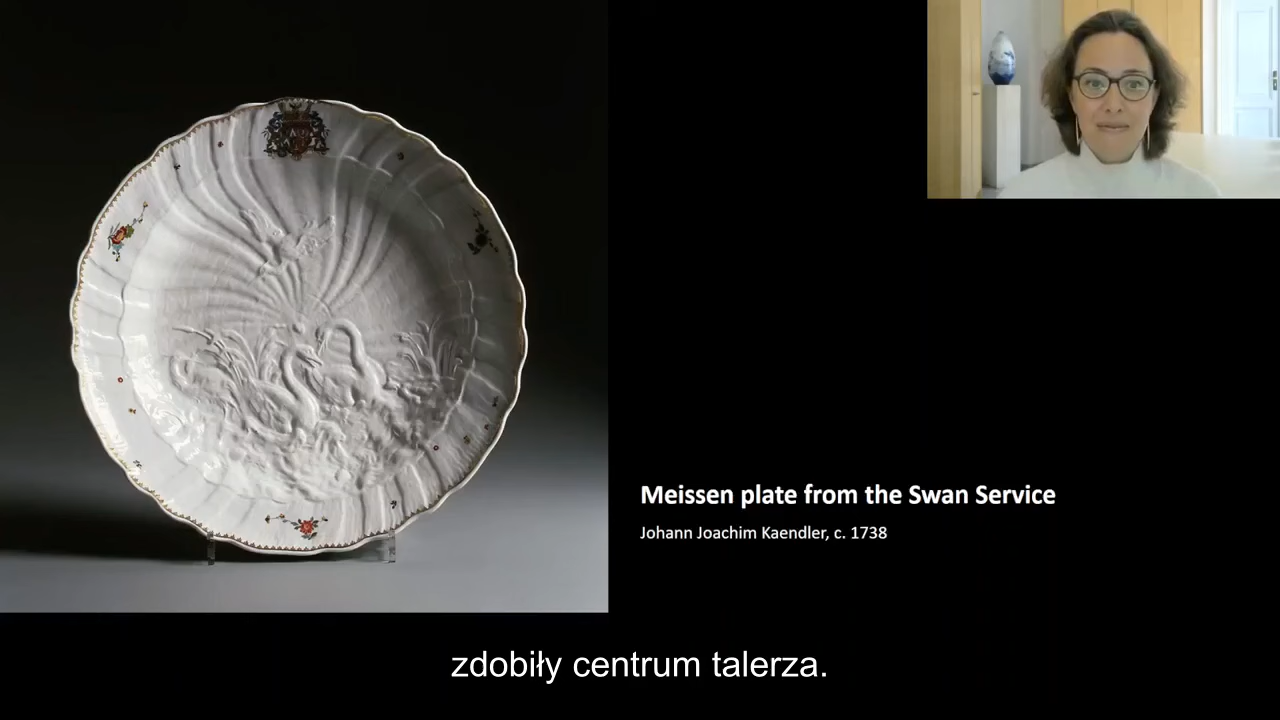 Meissen plate from the Swan Service
Johann Joachim Kaendler, c. 1738
zdobiły centrum talerza.